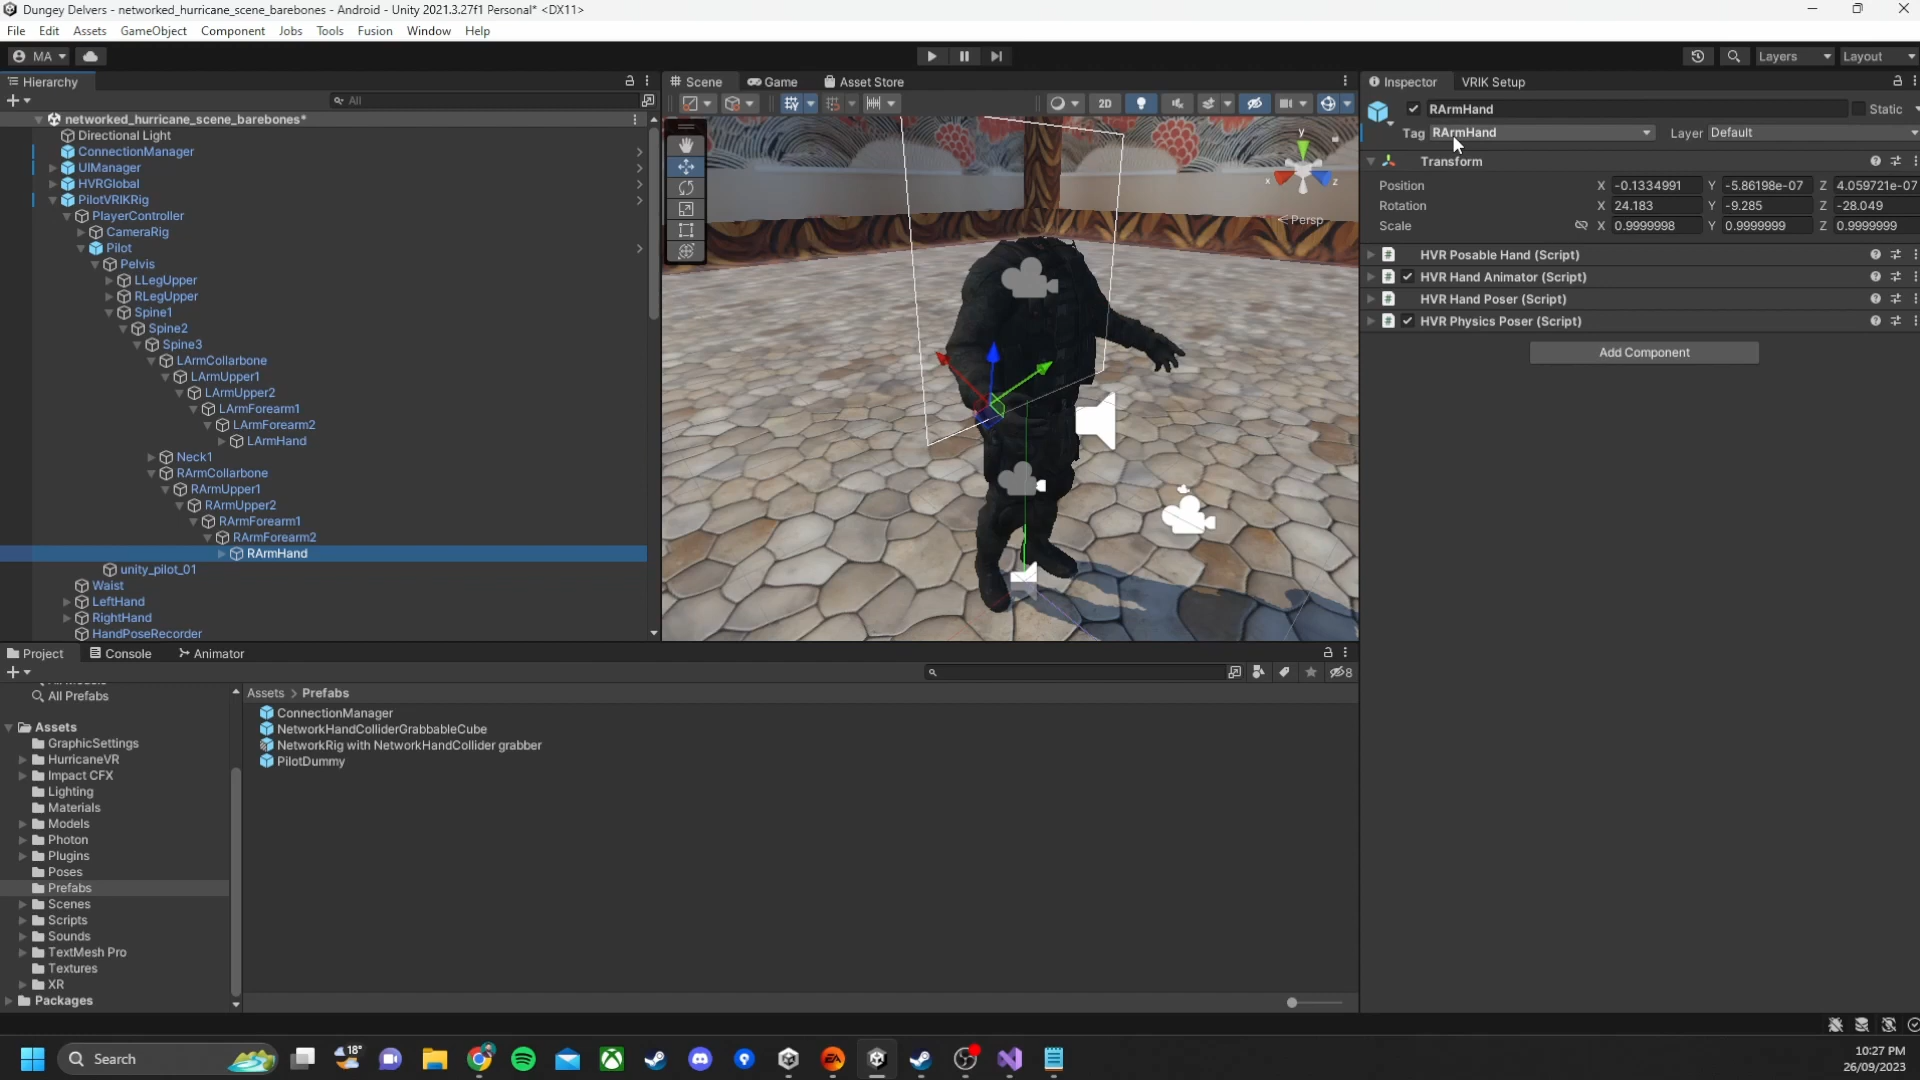 Dungey Delvers - networked_hurricane_scene_barebones - Android - Unity 2021.3.27f1 Personal* <DX11>
File Edit Assets GameObject Component Jobs Tools Fusion Window Help
MA Layers Layout
Hierarchy
All
networked_hurricane_scene_barebones*
Directional Light
ConnectionManager
UIManager
HVRGlobal
PilotVRIKRig
PlayerController
CameraRig
Pilot
Pelvis
LLegUpper
RLegUpper
Spine1
Spine2
Spine3
LArmCollarbone
LArmUpper1
LArmUpper2
LArmForearm1
LArmForearm2
LArmHand
Neck1
RArmCollarbone
RArmUpper1
RArmUpper2
RArmForearm1
RArmForearm2
RArmHand
unity_pilot_01
Waist
LeftHand
RightHand
HandPoseRecorder
Scene Game Asset Store
2D
y
x z
Persp
Inspector VRIK Setup
RArmHand Static
Tag RArmHand Layer Default
Transform
Position X -0.1334991 Y -5.86198e-07 Z 4.059721e-07
Rotation X 24.183 Y -9.285 Z -28.049
Scale X 0.9999998 Y 0.9999999 Z 0.9999999
HVR Posable Hand (Script)
HVR Hand Animator (Script)
HVR Hand Poser (Script)
HVR Physics Poser (Script)
Add Component
Project Console Animator
8
All Prefabs
Assets
GraphicSettings
HurricaneVR
Impact CFX
Lighting
Materials
Models
Photon
Plugins
Poses
Prefabs
Scenes
Scripts
Sounds
TextMesh Pro
Textures
XR
Packages
Assets > Prefabs
ConnectionManager
NetworkHandColliderGrabbableCube
NetworkRig with NetworkHandCollider grabber
PilotDummy
Search
18°
EA
10:27 PM
26/09/2023